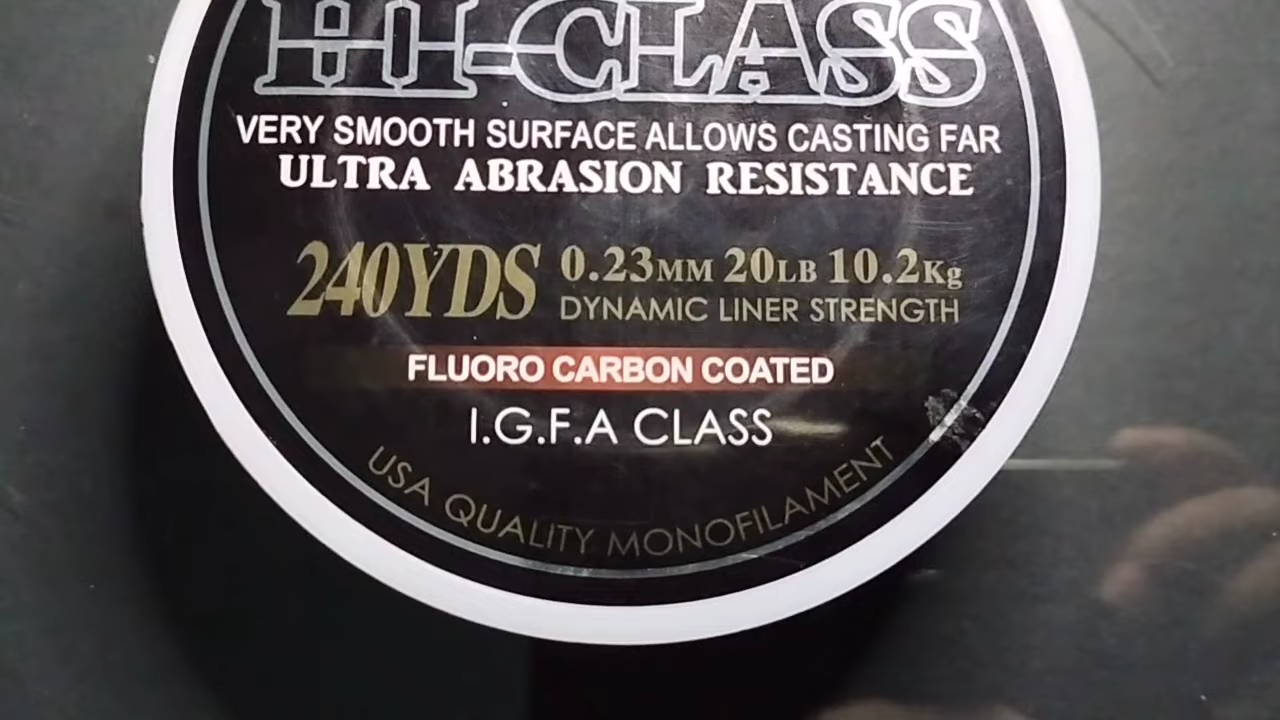 HI-CLASS
VERY SMOOTH SURFACE ALLOWS CASTING FAR
ULTRA ABRASION RESISTANCE
240YDS 0.23MM 20LB 10.2Kg
DYNAMIC LINER STRENGTH
FLUORO CARBON COATED
I.G.F.A CLASS
USA QUALITY MONOFILAMENT